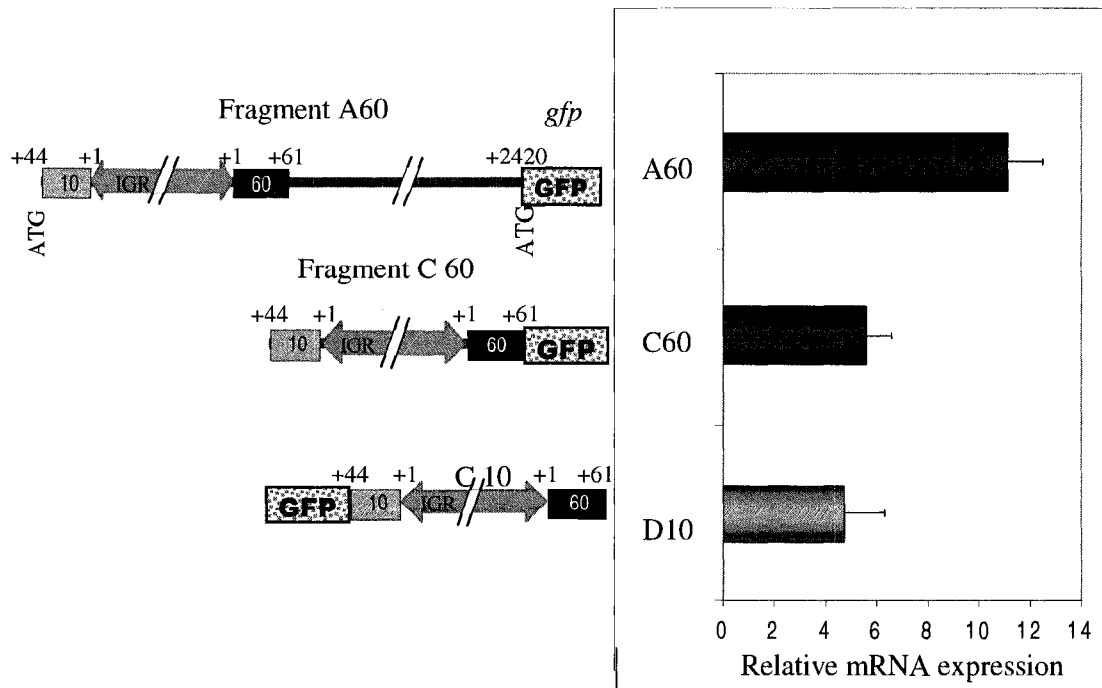 Fragment A60
gfp
+44 +1 +1 +61 +2420
10 IGR 60 GFP
ATG ATG
Fragment C 60
+44 +1 +1 +61
10 IGR 60 GFP
C 10
+44 +1 +1 +61
GFP 10 IGR 60
A60
C60
D10
0 2 4 6 8 10 12 14
Relative mRNA expression